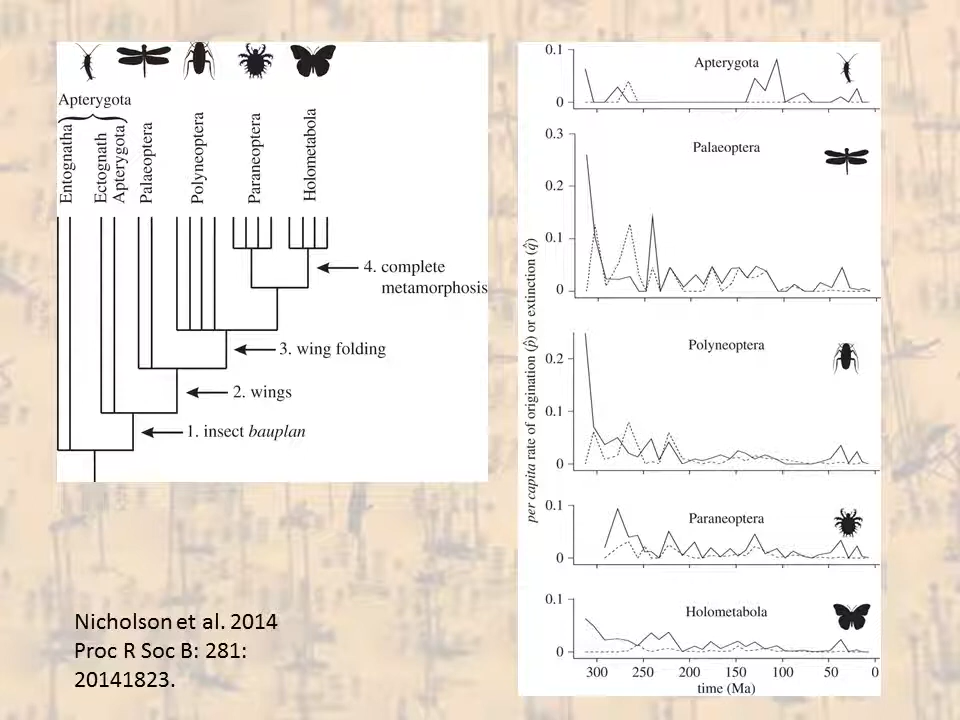 Apterygota
Entognatha
Ectognath
Apterygota
Palaeoptera
Polyneoptera
Paraneoptera
Holometabola
4. complete
metamorphosis
3. wing folding
2. wings
1. insect bauplan
Nicholson et al. 2014
Proc R Soc B: 281:
20141823.
per capita rate of origination (p̂) or extinction (q̂)
0.1
Apterygota
0
0.3
Palaeoptera
0.2
0.1
0
Polyneoptera
0.2
0.1
0
0.1
Paraneoptera
0
0.1
Holometabola
0
300 250 200 150 100 50 0
time (Ma)